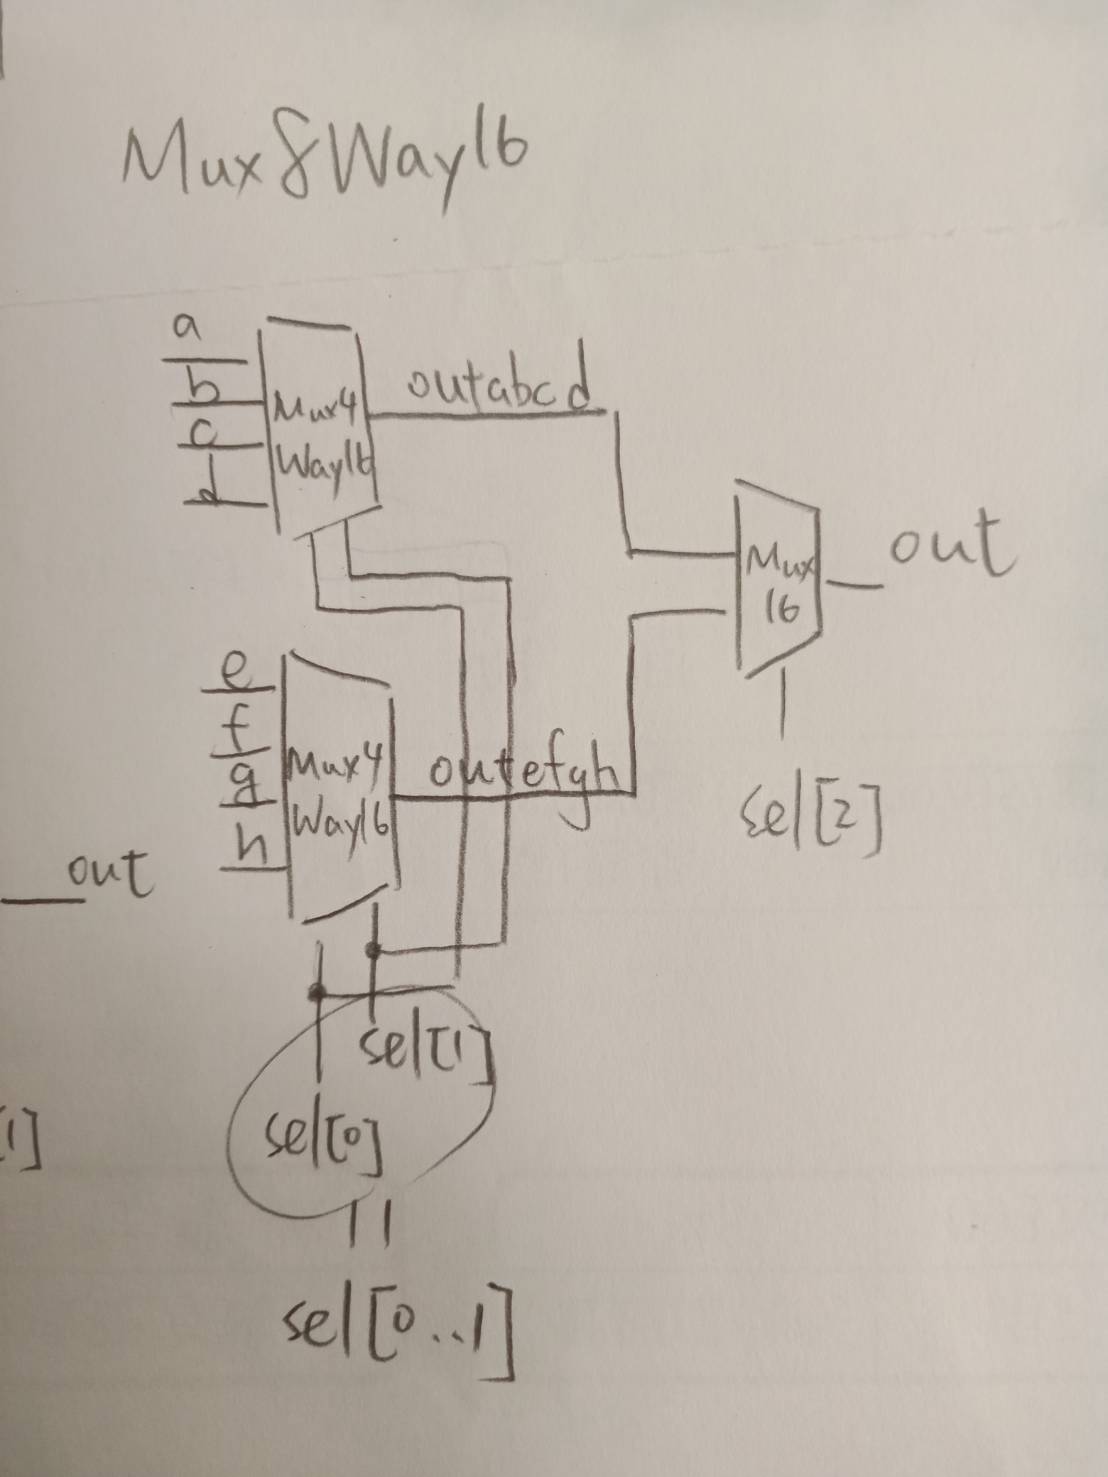 Mux8Way16
a
b
c
d
Mux4
Way16
outabcd
Mux
16
out
sel[2]
e
f
g
h
Mux4
Way16
outefgh
out
sel[1]
sel[0]
1]
sel[0..1]